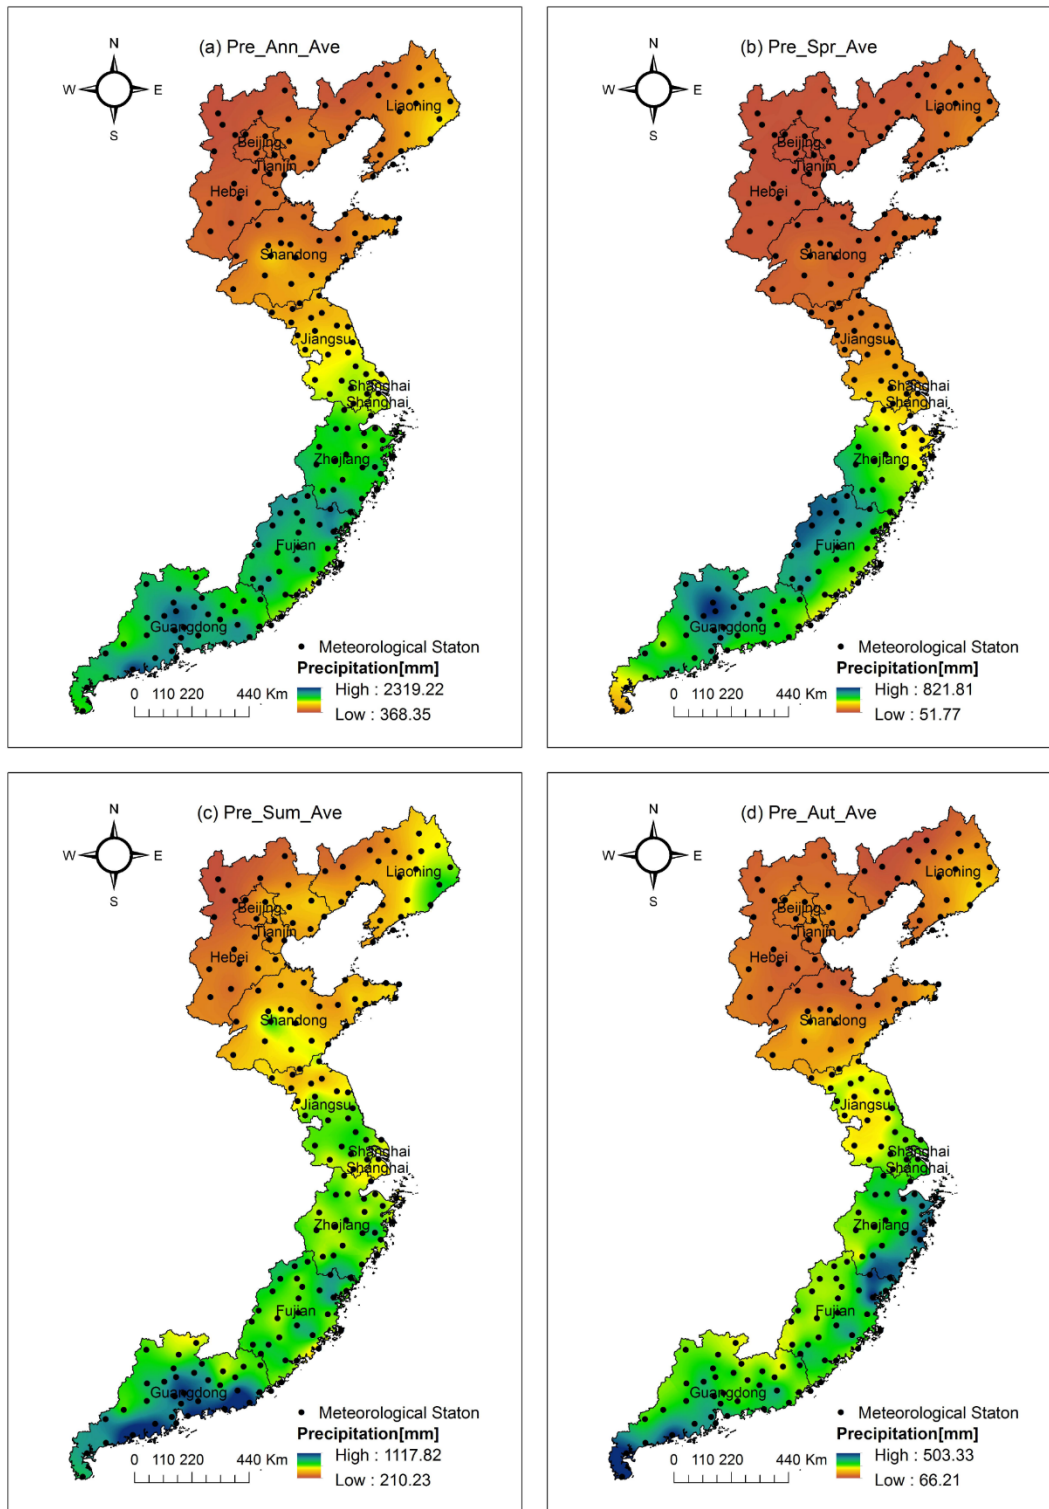 (a) Pre_Ann_Ave
N
W E
S
Liaoning
Beijing
Tianjin
Hebei
Shandong
Jiangsu
Shanghai
Shanghai
Zhejiang
Fujian
Guangdong
Meteorological Staton
Precipitation[mm]
High : 2319.22
Low : 368.35
0 110 220 440 Km
(b) Pre_Spr_Ave
N
W E
S
Liaoning
Beijing
Tianjin
Hebei
Shandong
Jiangsu
Shanghai
Shanghai
Zhejiang
Fujian
Guangdong
Meteorological Staton
Precipitation[mm]
High : 821.81
Low : 51.77
0 110 220 440 Km
(c) Pre_Sum_Ave
N
W E
S
Liaoning
Beijing
Tianjin
Hebei
Shandong
Jiangsu
Shanghai
Shanghai
Zhejiang
Fujian
Guangdong
Meteorological Staton
Precipitation[mm]
High : 1117.82
Low : 210.23
0 110 220 440 Km
(d) Pre_Aut_Ave
N
W E
S
Liaoning
Beijing
Tianjin
Hebei
Shandong
Jiangsu
Shanghai
Shanghai
Zhejiang
Fujian
Guangdong
Meteorological Staton
Precipitation[mm]
High : 503.33
Low : 66.21
0 110 220 440 Km